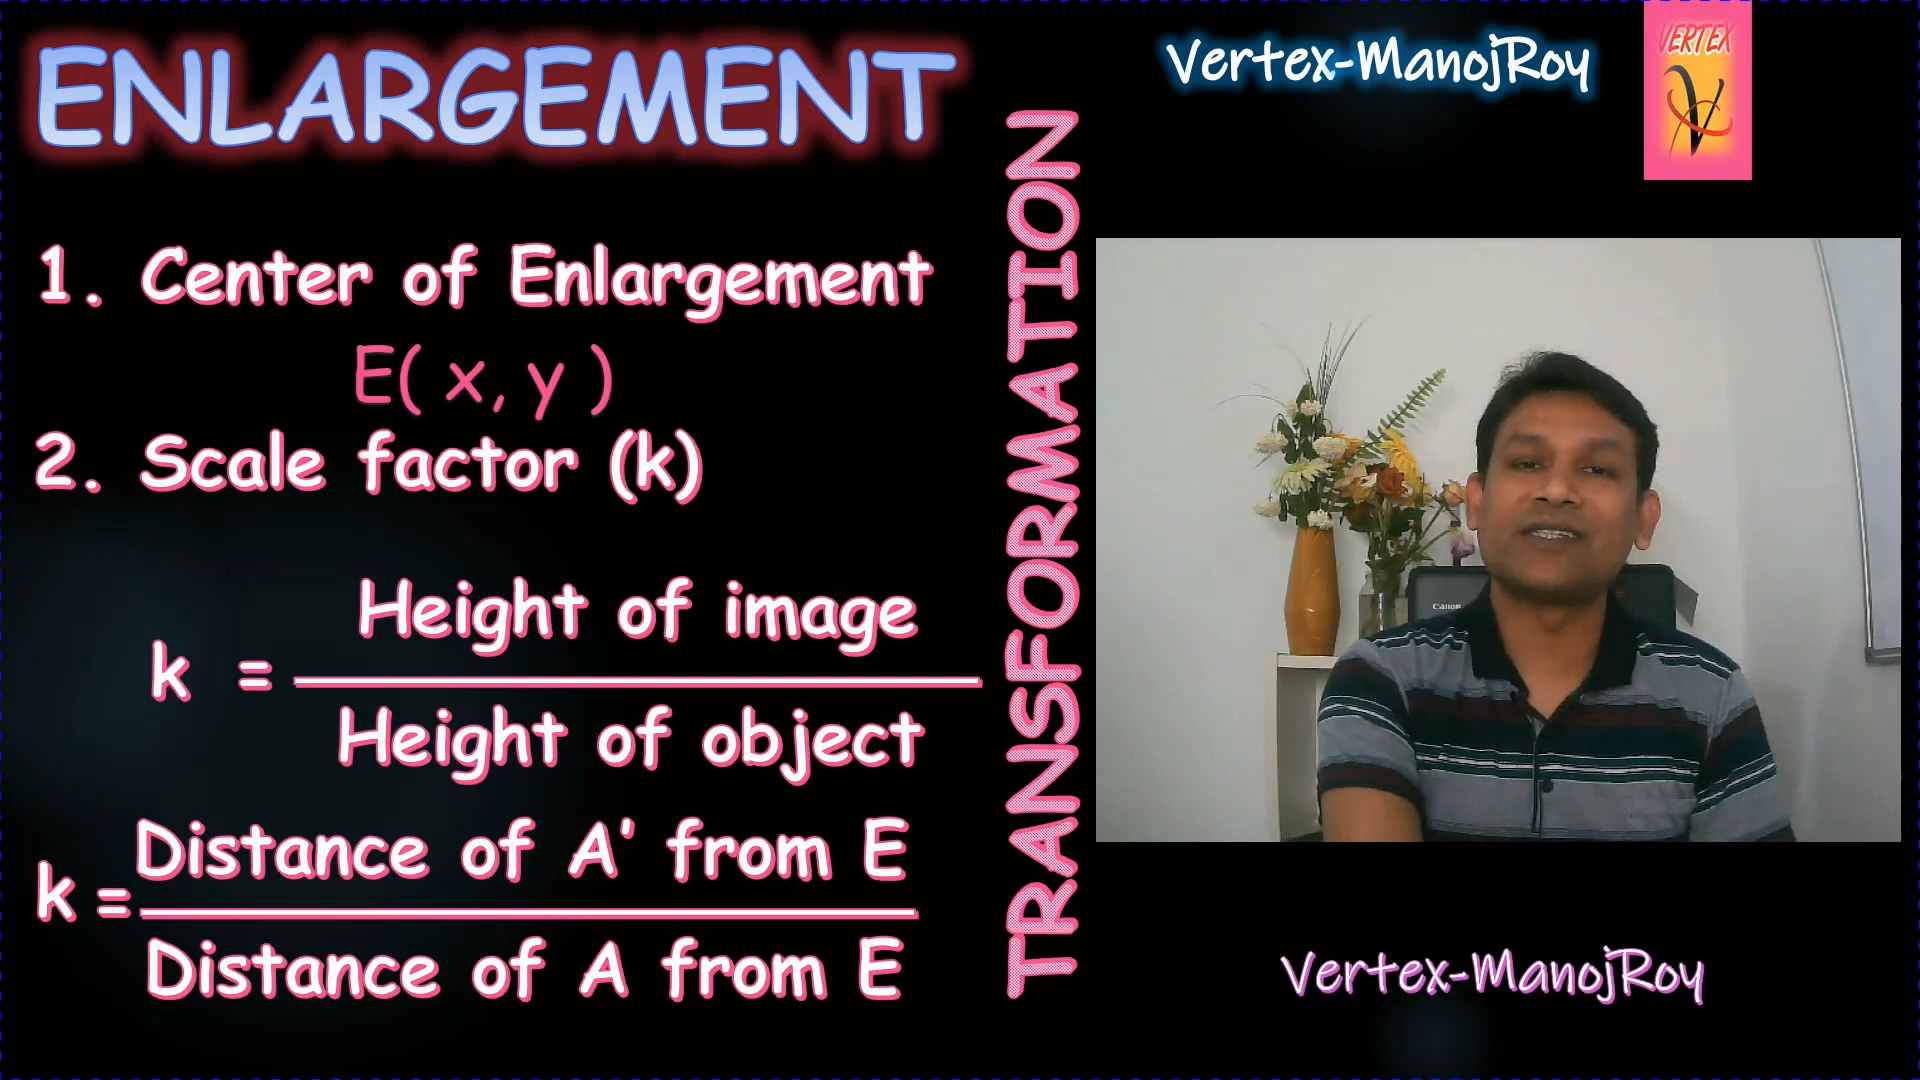 ENLARGEMENT
1. Center of Enlargement
E( x, y )
2. Scale factor (k)
k = Height of image
Height of object
k = Distance of A' from E
Distance of A from E
TRANSFORMATION
Vertex-ManojRoy
VERTEX
V
Canon
Vertex-ManojRoy